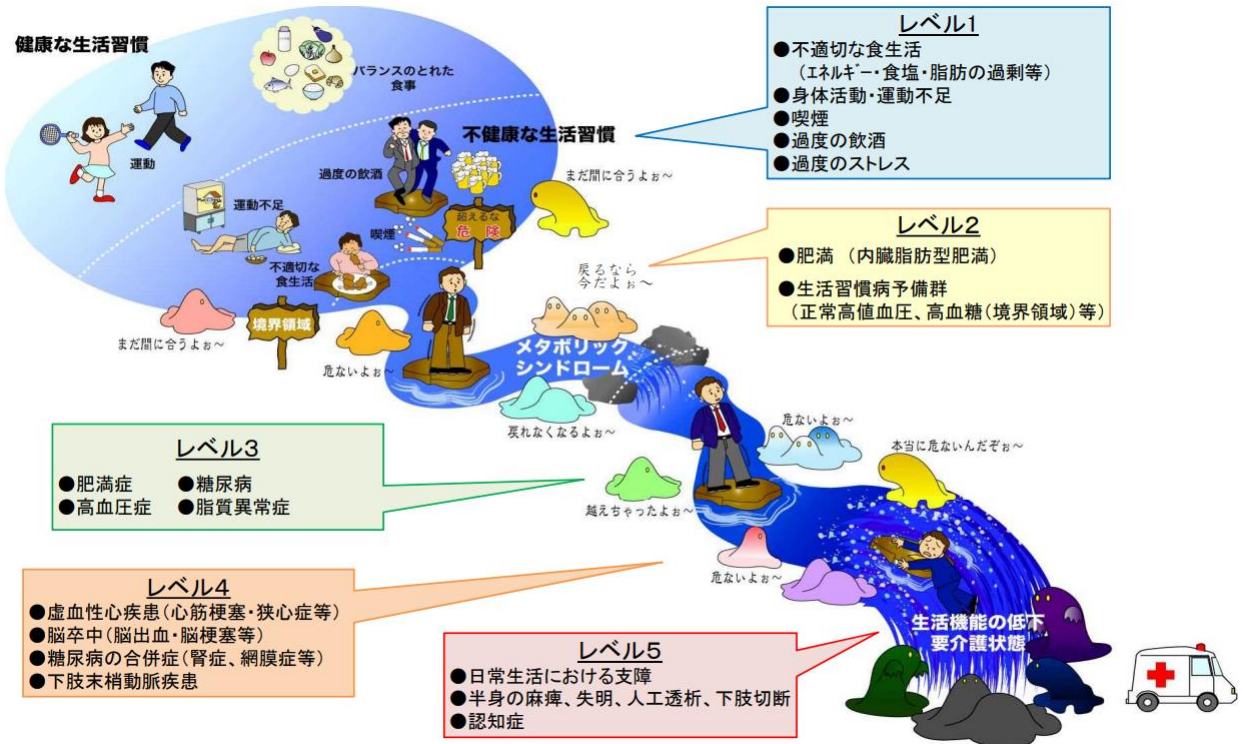 健康な生活習慣
バランスのとれた
食事
運動
不健康な生活習慣
過度の飲酒
運動不足
喫煙
超えるな
危険
不適切な
食生活
境界領域
まだ間に合うよぉ～
まだ間に合うよぉ～
危ないよぉ～
戻るなら
今だよぉ～
メタボリック
シンドローム
戻れなくなるよぉ～
危ないよぉ～
本当に危ないんだぞぉ～
越えちゃったよぉ～
危ないよぉ～
生活機能の低下
要介護状態
レベル1
●不適切な食生活
（エネルギー・食塩・脂肪の過剰等）
●身体活動・運動不足
●喫煙
●過度の飲酒
●過度のストレス
レベル2
●肥満　（内臓脂肪型肥満）
●生活習慣病予備群
（正常高値血圧、高血糖（境界領域）等）
レベル3
●肥満症　●糖尿病
●高血圧症　●脂質異常症
レベル4
●虚血性心疾患（心筋梗塞・狭心症等）
●脳卒中（脳出血・脳梗塞等）
●糖尿病の合併症（腎症、網膜症等）
●下肢末梢動脈疾患
レベル5
●日常生活における支障
●半身の麻痺、失明、人工透析、下肢切断
●認知症